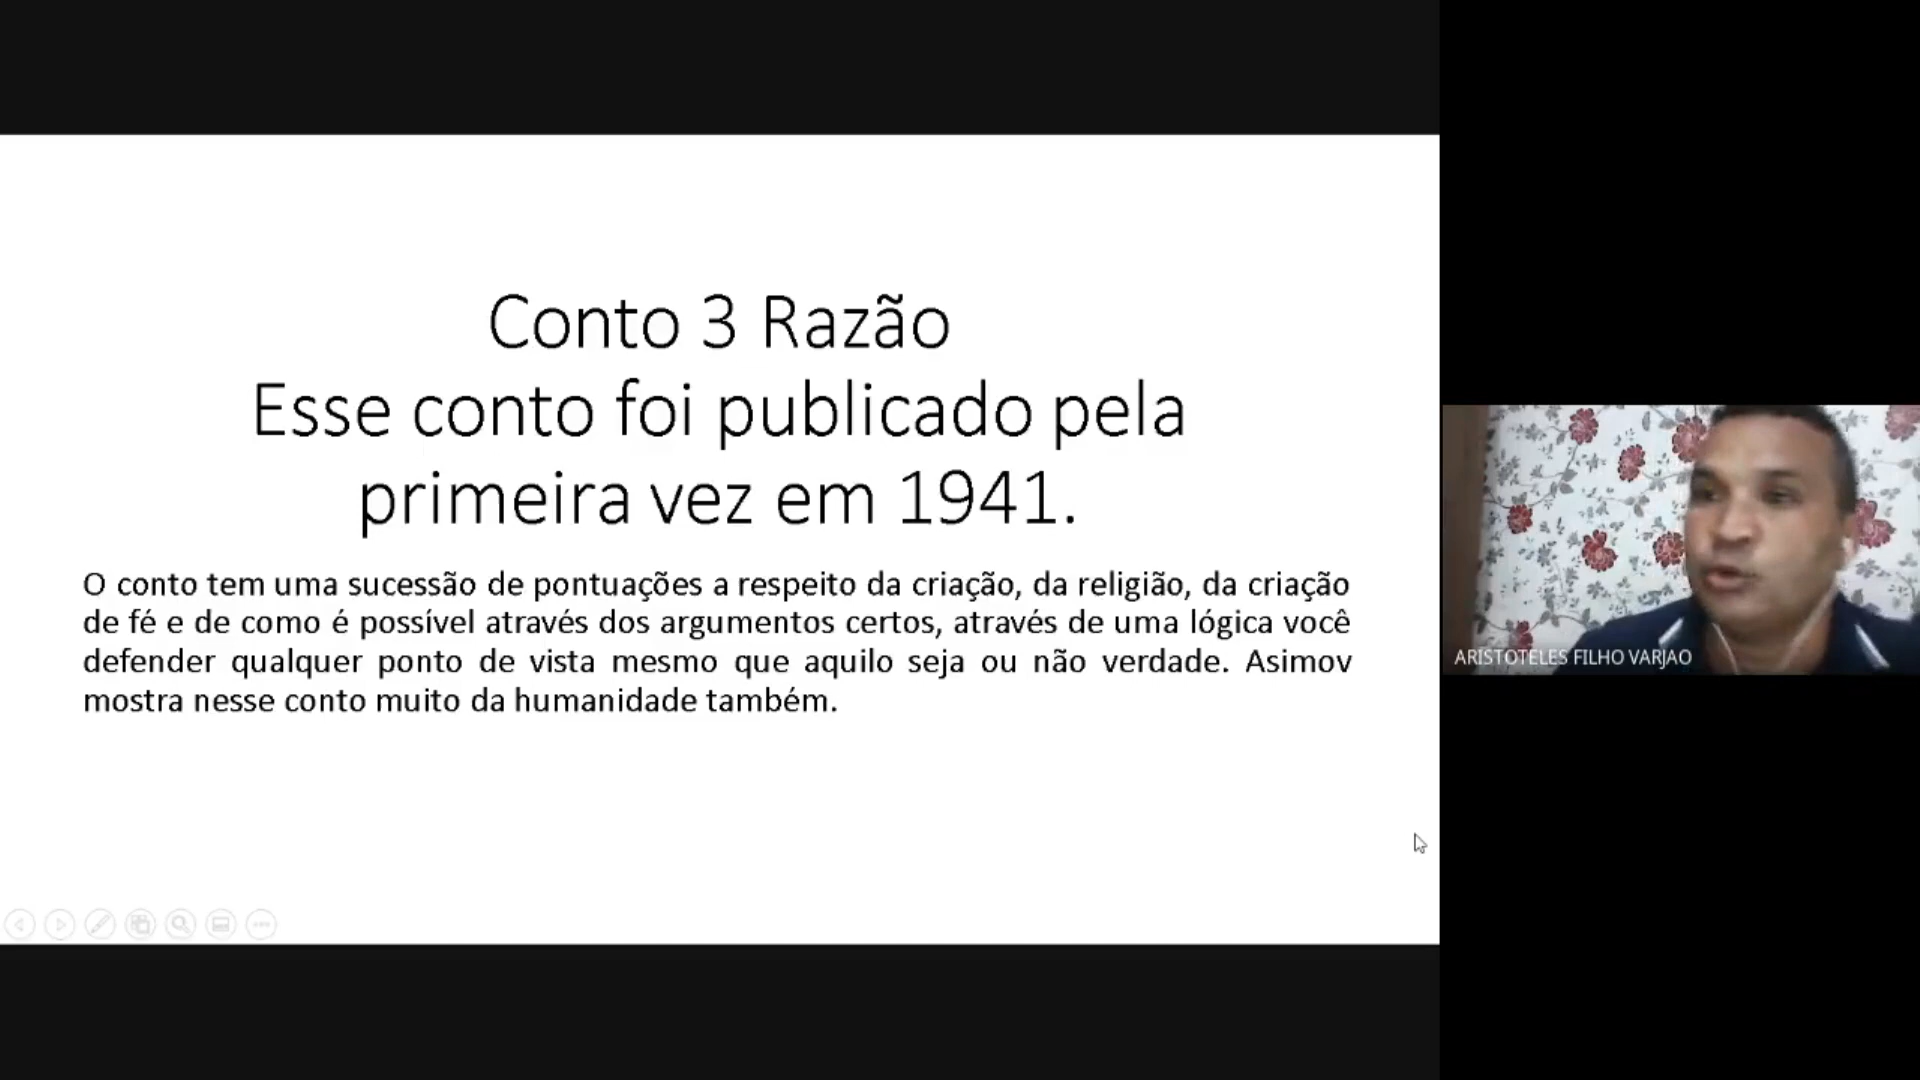 Conto 3 Razão
Esse conto foi publicado pela
primeira vez em 1941.
O conto tem uma sucessão de pontuações a respeito da criação, da religião, da criação
de fé e de como é possível através dos argumentos certos, através de uma lógica você
defender qualquer ponto de vista mesmo que aquilo seja ou não verdade. Asimov
mostra nesse conto muito da humanidade também.
ARISTOTELES FILHO VARJAO